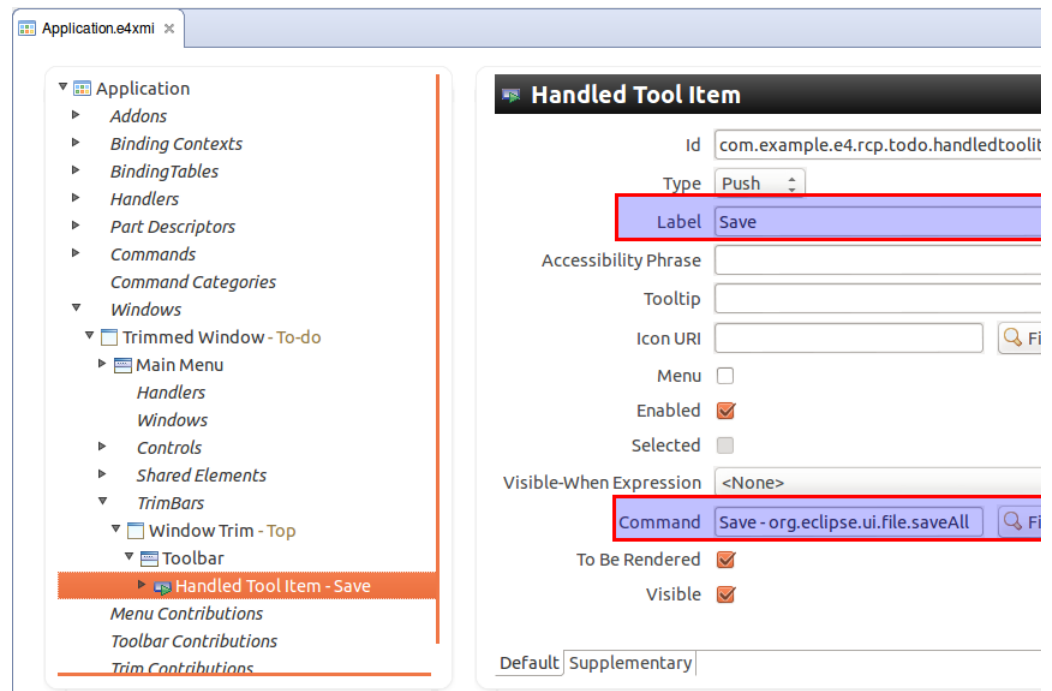 Application.e4xmi
Application
Addons
Binding Contexts
BindingTables
Handlers
Part Descriptors
Commands
Command Categories
Windows
Trimmed Window - To-do
Main Menu
Handlers
Windows
Controls
Shared Elements
TrimBars
Window Trim - Top
Toolbar
Handled Tool Item - Save
Menu Contributions
Toolbar Contributions
Trim Contributions
Handled Tool Item
Id com.example.e4.rcp.todo.handledtoolit
Type Push
Label Save
Accessibility Phrase
Tooltip
Icon URI Fi
Menu
Enabled
Selected
Visible-When Expression <None>
Command Save - org.eclipse.ui.file.saveAll Fi
To Be Rendered
Visible
Default Supplementary